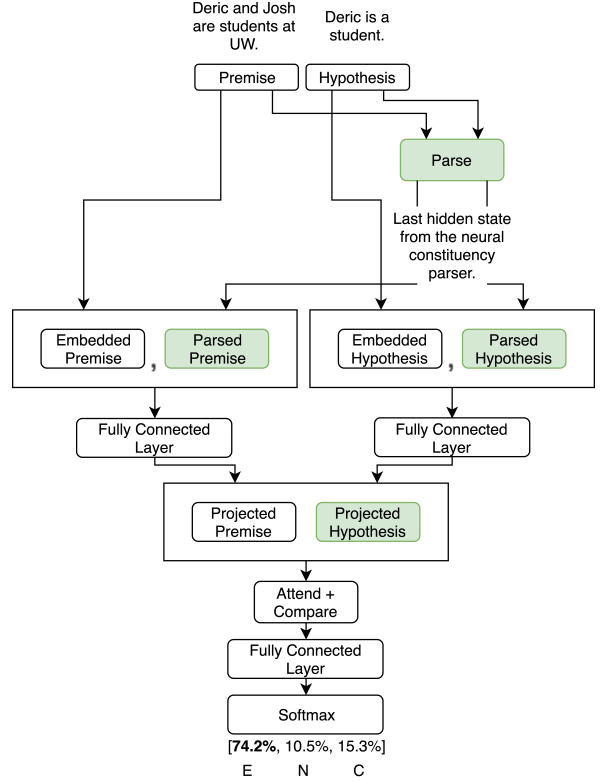 Deric and Josh
are students at
UW.
Deric is a
student.
Premise
Hypothesis
Parse
Last hidden state
from the neural
constituency
parser.
Embedded
Premise
,
Parsed
Premise
Embedded
Hypothesis
,
Parsed
Hypothesis
Fully Connected
Layer
Fully Connected
Layer
Projected
Premise
Projected
Hypothesis
Attend +
Compare
Fully Connected
Layer
Softmax
[74.2%, 10.5%, 15.3%]
E N C